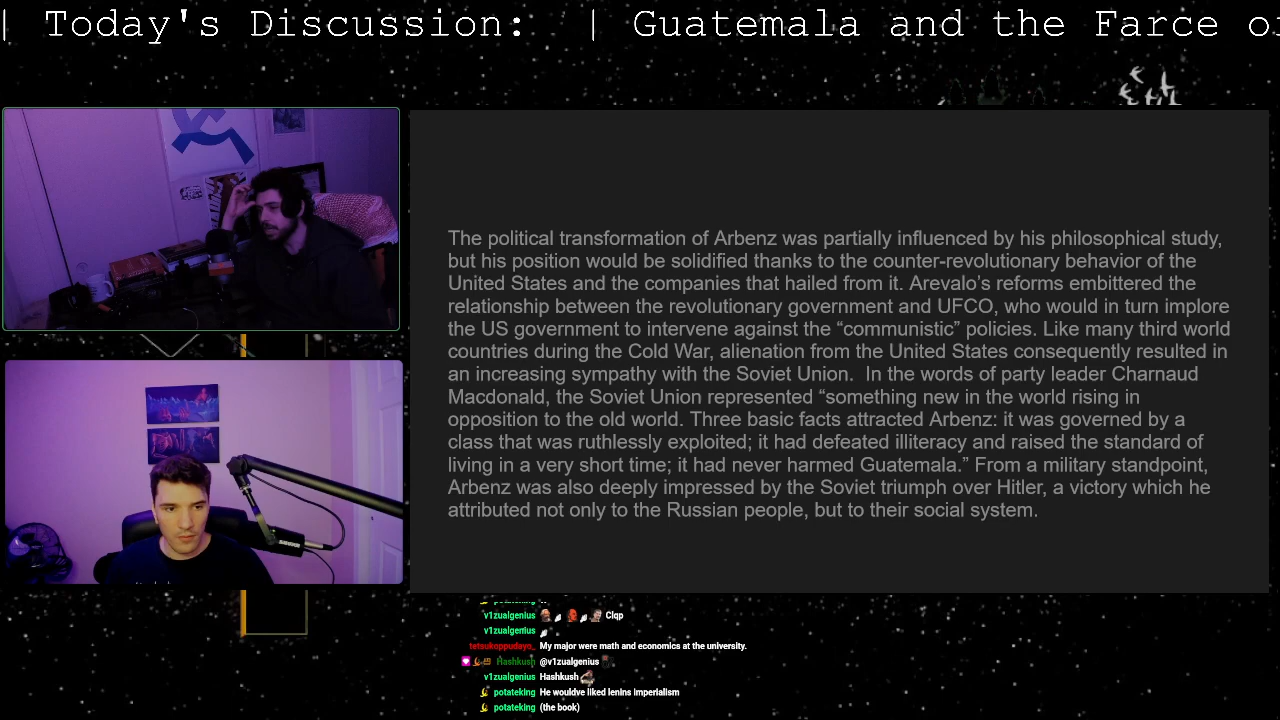 | Today's Discussion: | Guatemala and the Farce
The political transformation of Arbenz was partially influenced by his philosophical study,
but his position would be solidified thanks to the counter-revolutionary behavior of the
United States and the companies that hailed from it. Arevalo’s reforms embittered the
relationship between the revolutionary government and UFCO, who would in turn implore
the US government to intervene against the “communistic” policies. Like many third world
countries during the Cold War, alienation from the United States consequently resulted in
an increasing sympathy with the Soviet Union.  In the words of party leader Charnaud
Macdonald, the Soviet Union represented “something new in the world rising in
opposition to the old world. Three basic facts attracted Arbenz: it was governed by a
class that was ruthlessly exploited; it had defeated illiteracy and raised the standard of
living in a very short time; it had never harmed Guatemala.” From a military standpoint,
Arbenz was also deeply impressed by the Soviet triumph over Hitler, a victory which he
attributed not only to the Russian people, but to their social system.
v1zualgenius Clqp
v1zualgenius
tetsukoppudayo_ My major were math and economics at the university.
Hashkush @v1zualgenius
v1zualgenius Hashkush
potateking He wouldve liked lenins imperialism
potateking (the book)